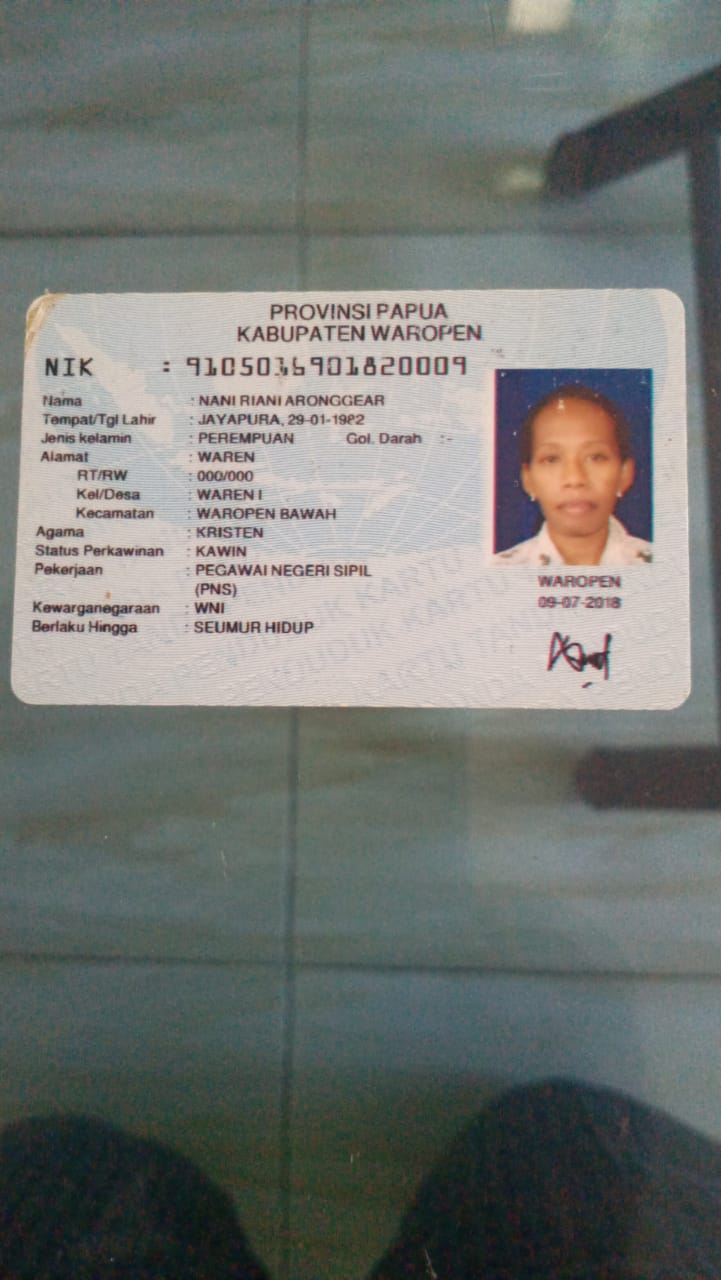 PROVINSI PAPUA
KABUPATEN WAROPEN
NIK : 9105016901820009
Nama : NANI RIANI ARONGGEAR
Tempat/Tgl Lahir : JAYAPURA, 29-01-1982
Jenis kelamin : PEREMPUAN Gol. Darah :-
Alamat : WAREN
RT/RW : 000/000
Kel/Desa : WAREN I
Kecamatan : WAROPEN BAWAH
Agama : KRISTEN
Status Perkawinan : KAWIN
Pekerjaan : PEGAWAI NEGERI SIPIL
(PNS)
Kewarganegaraan : WNI
Berlaku Hingga : SEUMUR HIDUP
WAROPEN
09-07-2018